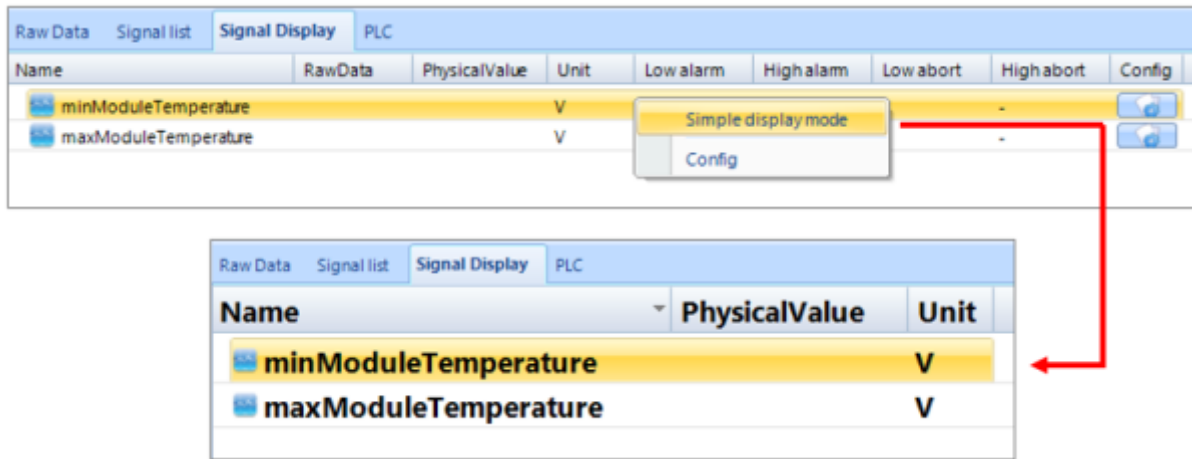 Raw Data Signal list Signal Display PLC
Name RawData PhysicalValue Unit Low alarm High alarm Low abort High abort Config
minModuleTemperature V -
maxModuleTemperature V -
Simple display mode
Config
Raw Data Signal list Signal Display PLC
Name PhysicalValue Unit
minModuleTemperature V
maxModuleTemperature V